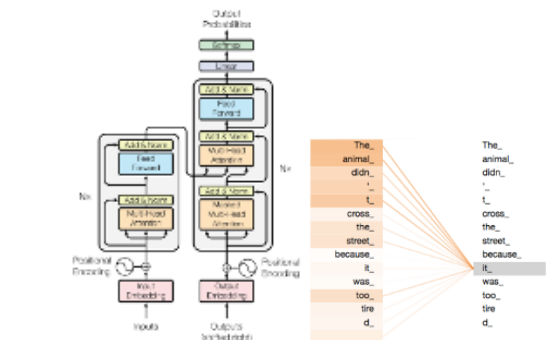 Output
Probabilities
Softmax
Linear
Add & Norm
Feed
Forward
Add & Norm
Multi-Head
Attention
Add & Norm
Masked
Multi-Head
Attention
Nx
Positional
Encoding
Output
Embedding
Outputs
(shifted right)
Add & Norm
Feed
Forward
Add & Norm
Multi-Head
Attention
Nx
Positional
Encoding
Input
Embedding
Inputs
The_
animal_
didn_
'_
t_
cross_
the_
street_
because_
it_
was_
too_
tire
d_
The_
animal_
didn_
'_
t_
cross_
the_
street_
because_
it_
was_
too_
tire
d_